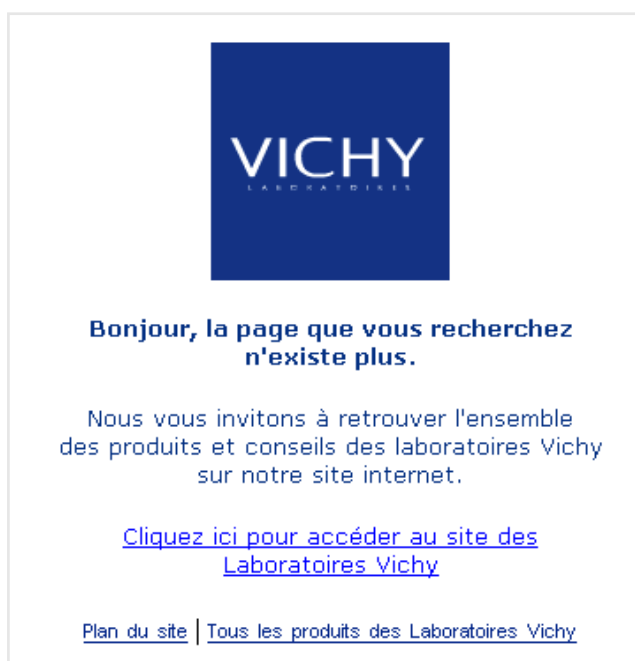 VICHY
LABORATOIRES
Bonjour, la page que vous recherchez
n'existe plus.
Nous vous invitons à retrouver l'ensemble
des produits et conseils des laboratoires Vichy
sur notre site internet.
Cliquez ici pour accéder au site des
Laboratoires Vichy
Plan du site | Tous les produits des Laboratoires Vichy